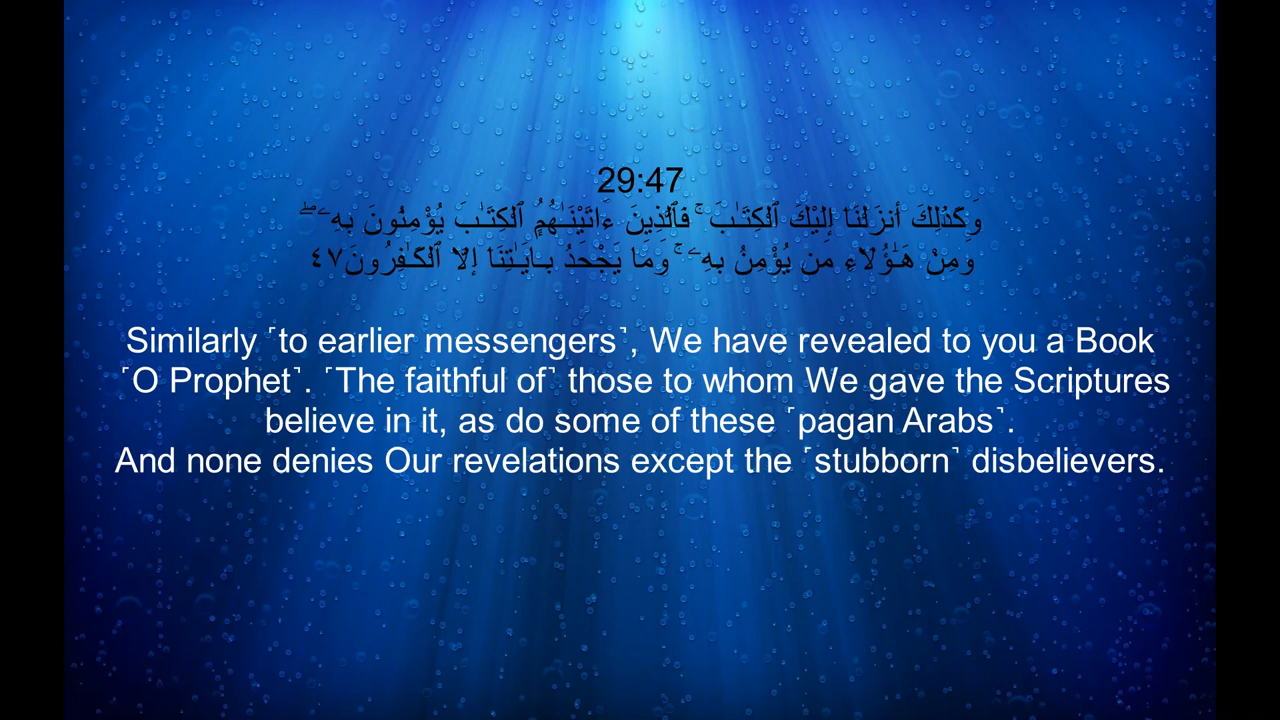 29:47
وَكَذَٰلِكَ أَنزَلْنَآ إِلَيْكَ ٱلْكِتَـٰبَ ۚ فَٱلَّذِينَ ءَاتَيْنَـٰهُمُ ٱلْكِتَـٰبَ يُؤْمِنُونَ بِهِۦ ۖ
وَمِنْ هَـٰٓؤُلَآءِ مَن يُؤْمِنُ بِهِۦ ۚ وَمَا يَجْحَدُ بِـَٔايَـٰتِنَآ إِلَّا ٱلْكَـٰفِرُونَ٤٧
Similarly ˹to earlier messengers˺, We have revealed to you a Book
˹O Prophet˺. ˹The faithful of˺ those to whom We gave the Scriptures
believe in it, as do some of these ˹pagan Arabs˺.
And none denies Our revelations except the ˹stubborn˺ disbelievers.